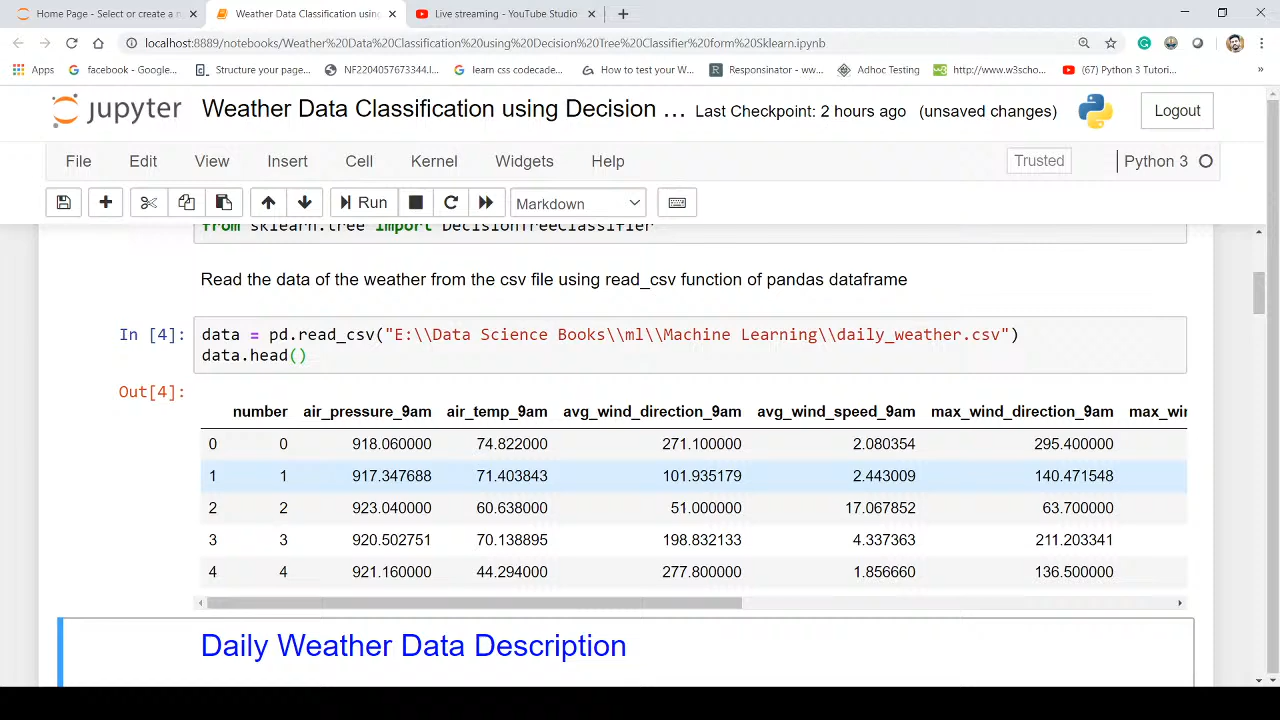 Home Page - Select or create a n
Weather Data Classification using
Live streaming - YouTube Studio
localhost:8889/notebooks/Weather%20Data%20Classification%20using%20Decision%20Tree%20Classifier%20form%20Sklearn.ipynb
Apps
facebook - Google...
Structure your page...
NF2204057673344.I...
learn css codecade...
How to test your W...
Responsinator - ww...
Adhoc Testing
http://www.w3scho...
(67) Python 3 Tutori...
»
jupyter
Weather Data Classification using Decision ...
Last Checkpoint: 2 hours ago
(unsaved changes)
Logout
File
Edit
View
Insert
Cell
Kernel
Widgets
Help
Trusted
Python 3
Run
Markdown
from sklearn.tree import DecisionTreeClassifier
Read the data of the weather from the csv file using read_csv function of pandas dataframe
In [4]:
data = pd.read_csv("E:\\Data Science Books\\ml\\Machine Learning\\daily_weather.csv")
data.head()
Out[4]:
number air_pressure_9am air_temp_9am avg_wind_direction_9am avg_wind_speed_9am max_wind_direction_9am max_wi
0 0 918.060000 74.822000 271.100000 2.080354 295.400000
1 1 917.347688 71.403843 101.935179 2.443009 140.471548
2 2 923.040000 60.638000 51.000000 17.067852 63.700000
3 3 920.502751 70.138895 198.832133 4.337363 211.203341
4 4 921.160000 44.294000 277.800000 1.856660 136.500000
Daily Weather Data Description